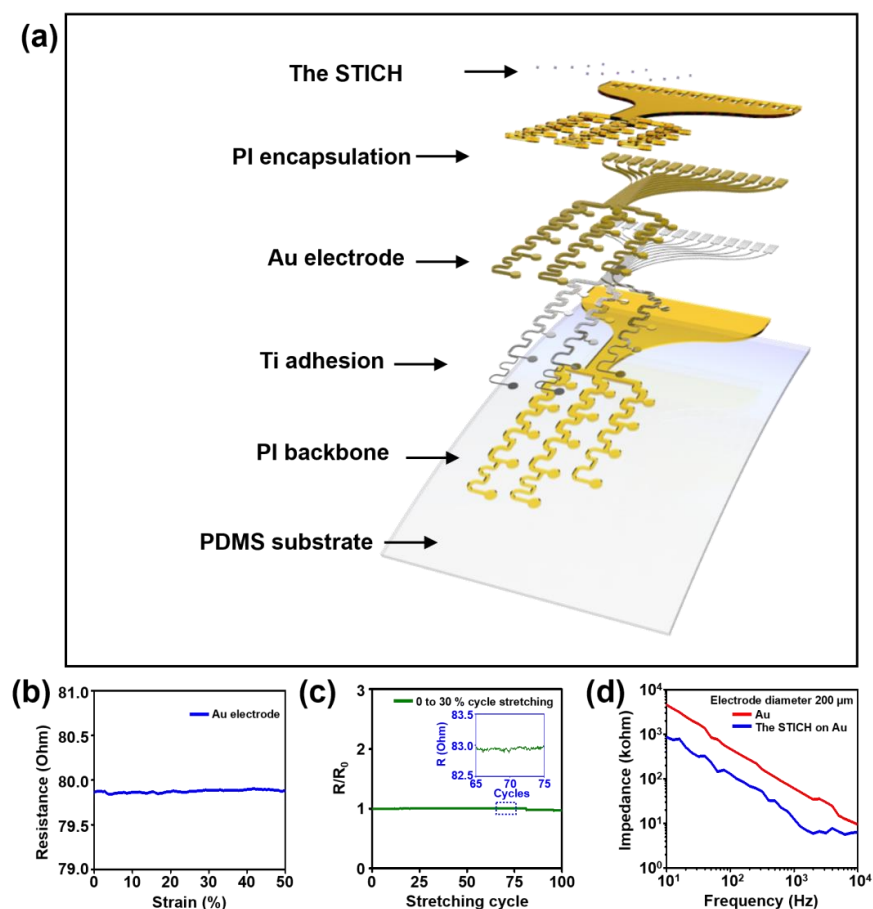 (a)
The STICH
PI encapsulation
Au electrode
Ti adhesion
PI backbone
PDMS substrate
(b)
81.0
80.5
80.0
79.5
79.0
Resistance (Ohm)
Au electrode
0 10 20 30 40 50
Strain (%)
(c)
3
2
1
0
R/R0
0 to 30 % cycle stretching
83.5
83.0
82.5
R (Ohm)
65 70 75
Cycles
0 25 50 75 100
Stretching cycle
(d)
10^4
10^3
10^2
10^1
10^0
Impedance (kohm)
Electrode diameter 200 μm
Au
The STICH on Au
10^1 10^2 10^3 10^4
Frequency (Hz)